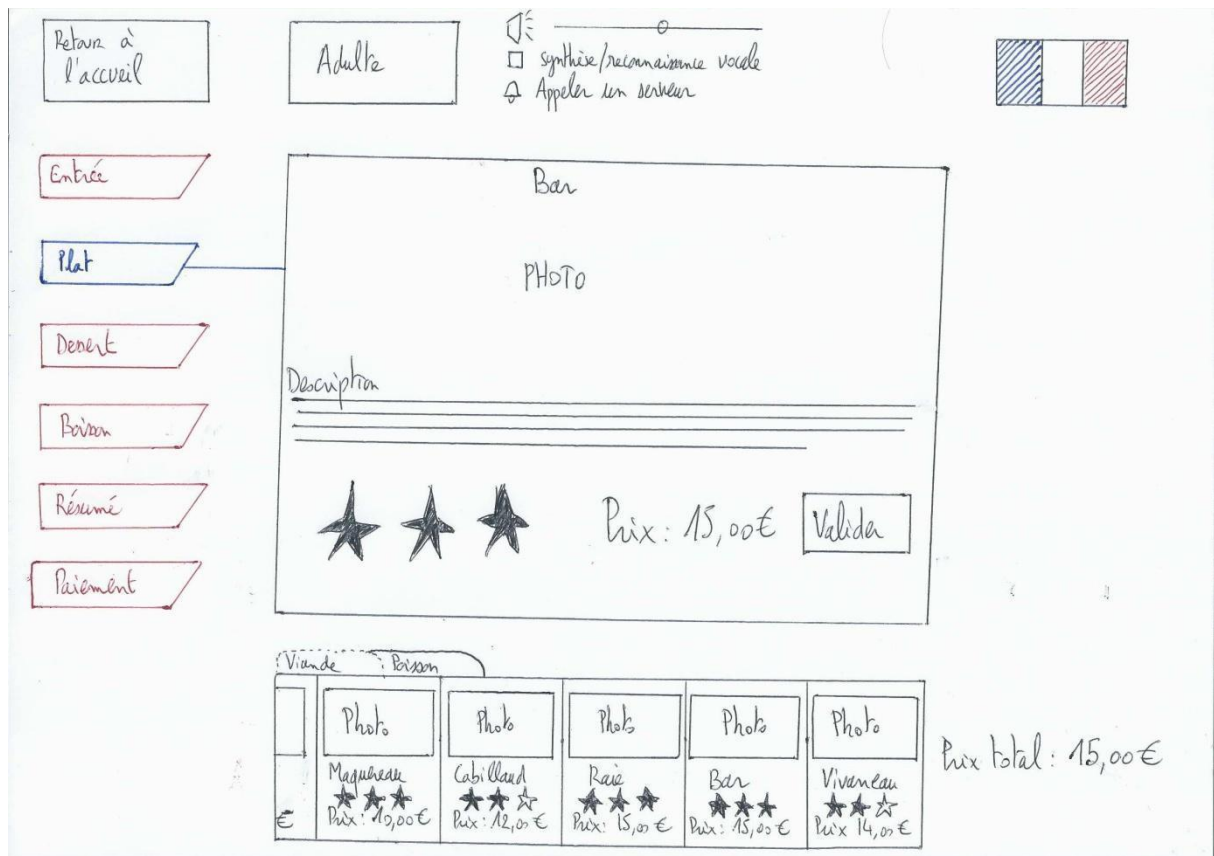 Retour à
l'accueil
Adulte
synthèse/reconnaissance vocale
Appeler un serveur
Entrée
Plat
Dessert
Boisson
Résumé
Paiement
Bar
PHOTO
Description
Prix : 15,00€
Valider
Viande
Poisson
€
Photo
Maquereau
Prix : 10,00€
Photo
Cabillaud
Prix : 12,00€
Photo
Raie
Prix : 15,00€
Photo
Bar
Prix : 15,00€
Photo
Vivaneau
Prix 14,00€
Prix total : 15,00€